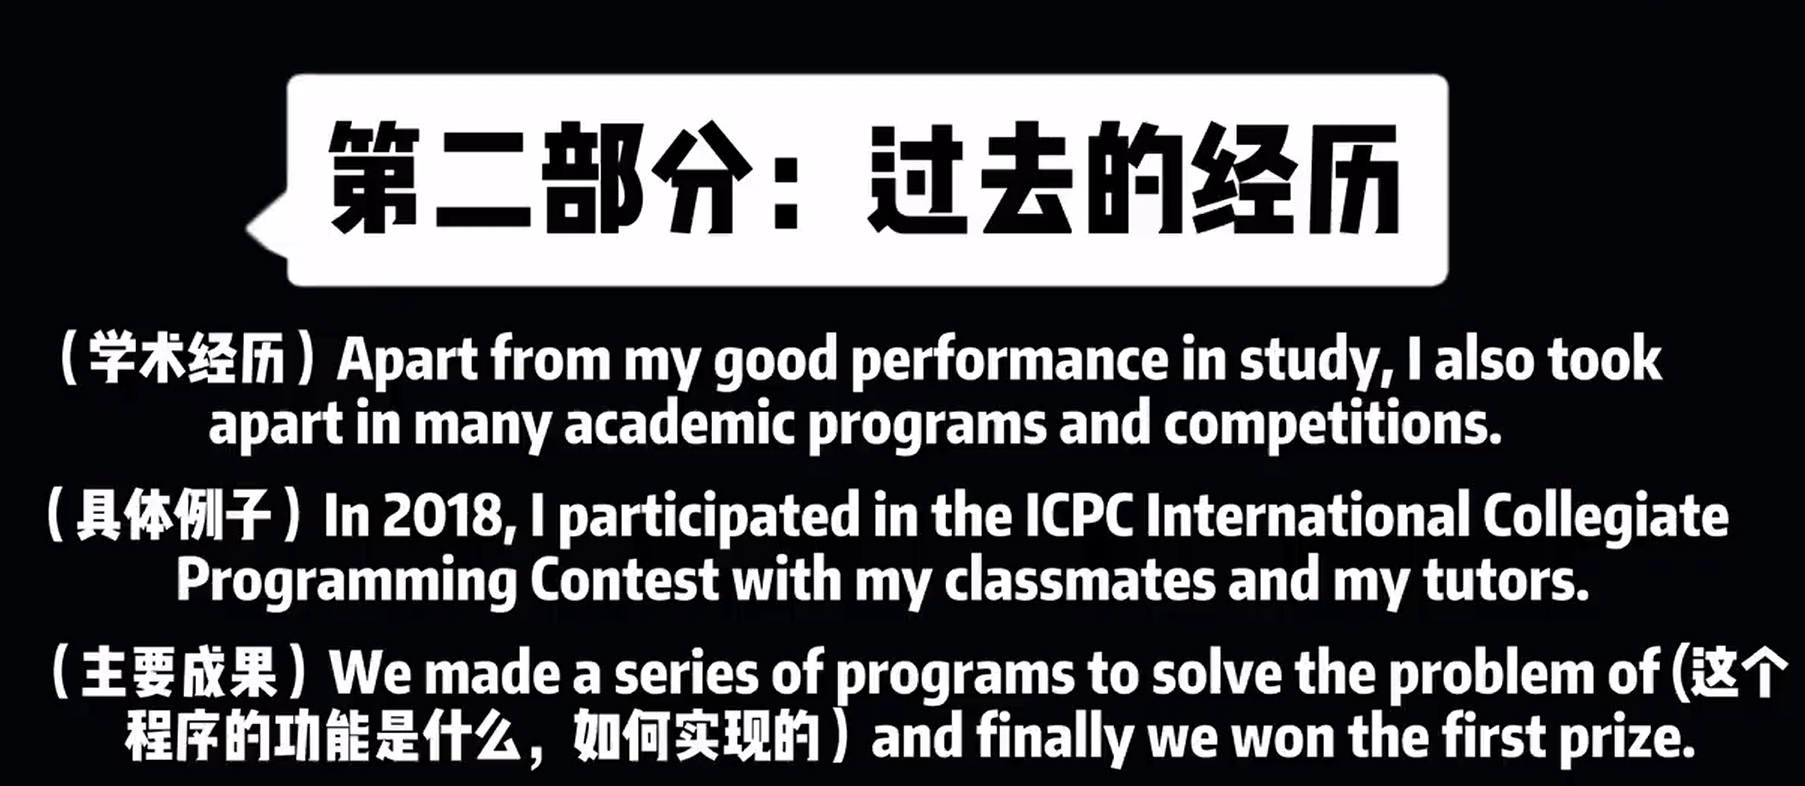 第二部分：过去的经历
（学术经历）Apart from my good performance in study, I also took
apart in many academic programs and competitions.
（具体例子）In 2018, I participated in the ICPC International Collegiate
Programming Contest with my classmates and my tutors.
（主要成果）We made a series of programs to solve the problem of (这个
程序的功能是什么，如何实现的）and finally we won the first prize.